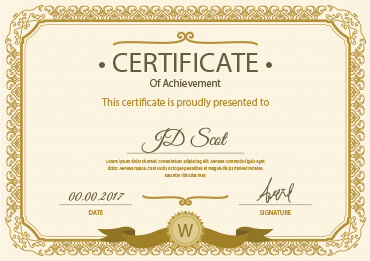 • CERTIFICATE •
Of Achievement
This certificate is proudly presented to
JD Scot
Lorem ipsum dolor sit amet, consectetuer adipiscing elit. Aenean commodo ligula eget
dolor. Aenean massa. Cum sociis natoque penatibus et magnis dis parturient montes,
nascetur ridiculus mus
00.00.2017
DATE
SIGNATURE
W